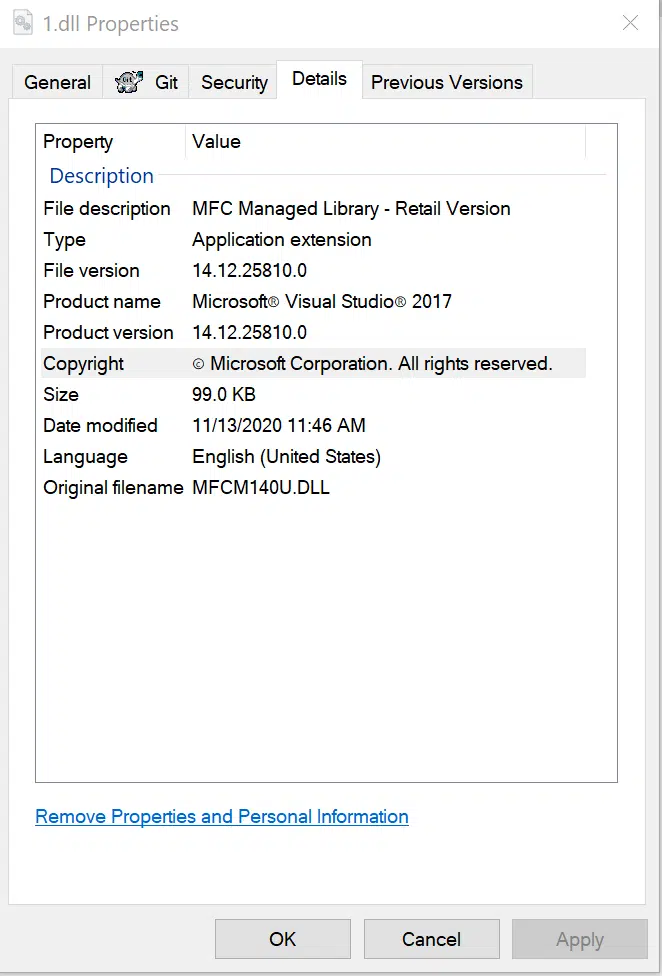 1.dll Properties
General Git Security Details Previous Versions
Property Value
Description
File description MFC Managed Library - Retail Version
Type Application extension
File version 14.12.25810.0
Product name Microsoft® Visual Studio® 2017
Product version 14.12.25810.0
Copyright © Microsoft Corporation. All rights reserved.
Size 99.0 KB
Date modified 11/13/2020 11:46 AM
Language English (United States)
Original filename MFCM140U.DLL
Remove Properties and Personal Information
OK Cancel Apply